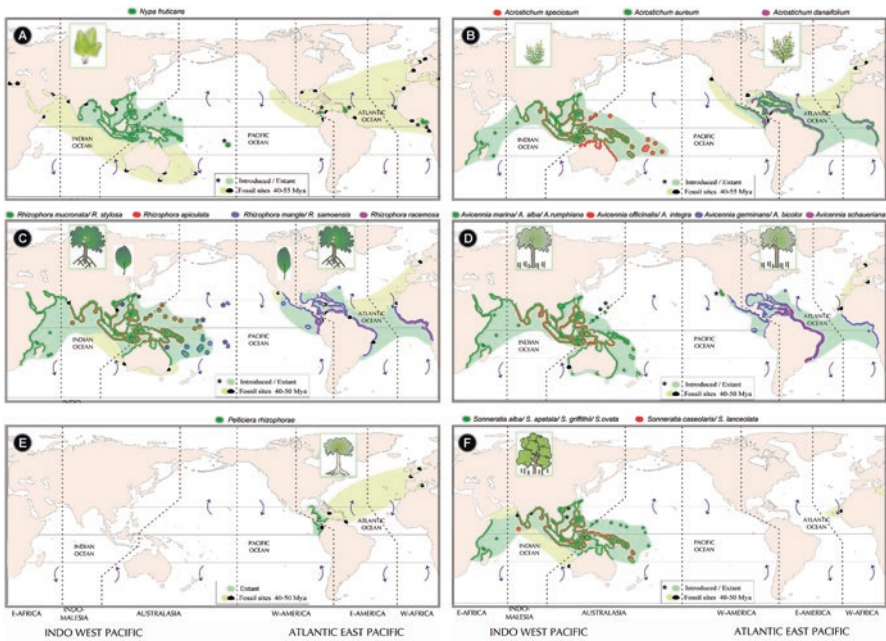 Nypa fruticans
A
INDIAN OCEAN
PACIFIC OCEAN
ATLANTIC OCEAN
Introduced / Extant
Fossil sites 40-55 Mya
Acrostichum speciosum Acrostichum aureum Acrostichum danaifolium
B
INDIAN OCEAN
PACIFIC OCEAN
ATLANTIC OCEAN
Introduced / Extant
Fossil sites 40-55 Mya
Rhizophora mucronata/ R. stylosa Rhizophora apiculata Rhizophora mangle/ R. samoensis Rhizophora racemosa
C
INDIAN OCEAN
PACIFIC OCEAN
ATLANTIC OCEAN
Introduced / Extant
Fossil sites 40-50 Mya
Avicennia marina/ A. alba/ A rumphiana Avicennia officinalis/ A. integra Avicennia germinans/ A. bicolor Avicennia schaueriana
D
INDIAN OCEAN
PACIFIC OCEAN
ATLANTIC OCEAN
Introduced / Extant
Fossil sites 40-50 Mya
Pelliciera rhizophorae
E
INDIAN OCEAN
PACIFIC OCEAN
ATLANTIC OCEAN
Extant
Fossil sites 40-50 Mya
E-AFRICA INDO-MALESIA AUSTRALASIA W-AMERICA E-AMERICA W-AFRICA
INDO WEST PACIFIC ATLANTIC EAST PACIFIC
Sonneratia alba/ S. apetala/ S. griffithii/ S.ovata Sonneratia caseolaris/ S. lanceolata
F
INDIAN OCEAN
PACIFIC OCEAN
ATLANTIC OCEAN
Introduced / Extant
Fossil sites 40-50 Mya
E-AFRICA INDO-MALESIA AUSTRALASIA W-AMERICA E-AMERICA W-AFRICA
INDO WEST PACIFIC ATLANTIC EAST PACIFIC